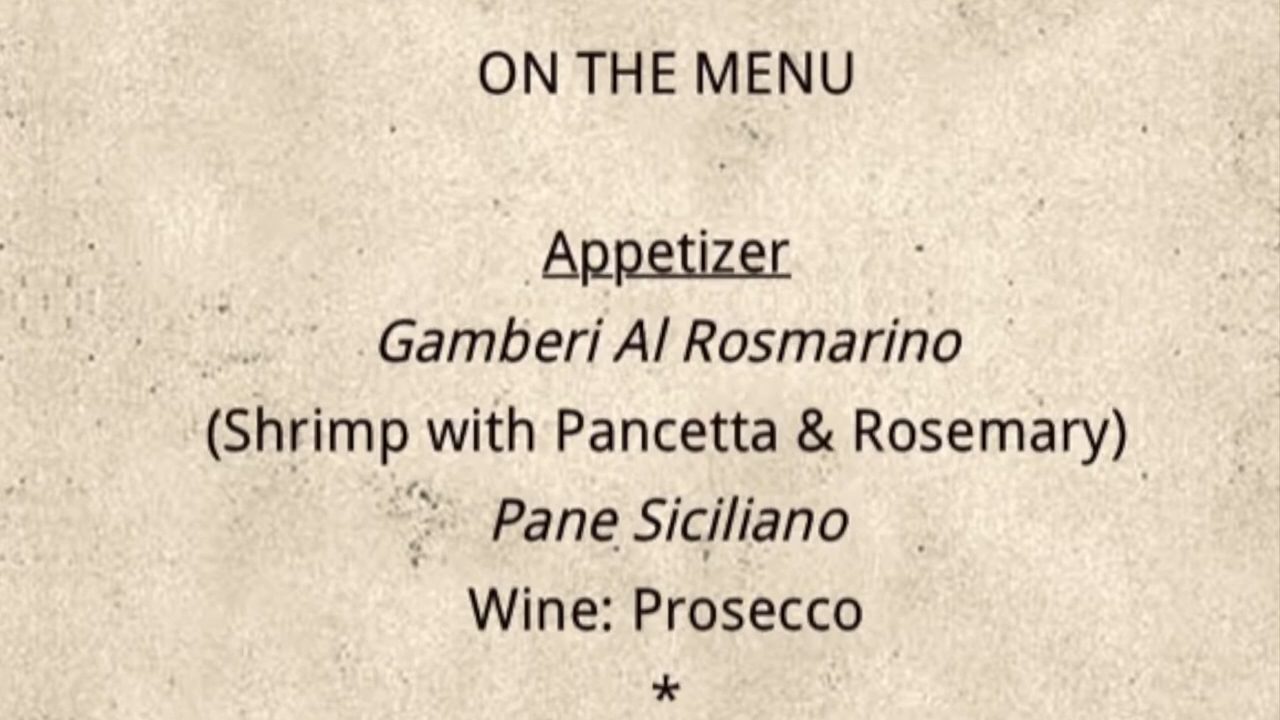 ON THE MENU
Appetizer
Gamberi Al Rosmarino
(Shrimp with Pancetta & Rosemary)
Pane Siciliano
Wine: Prosecco
*